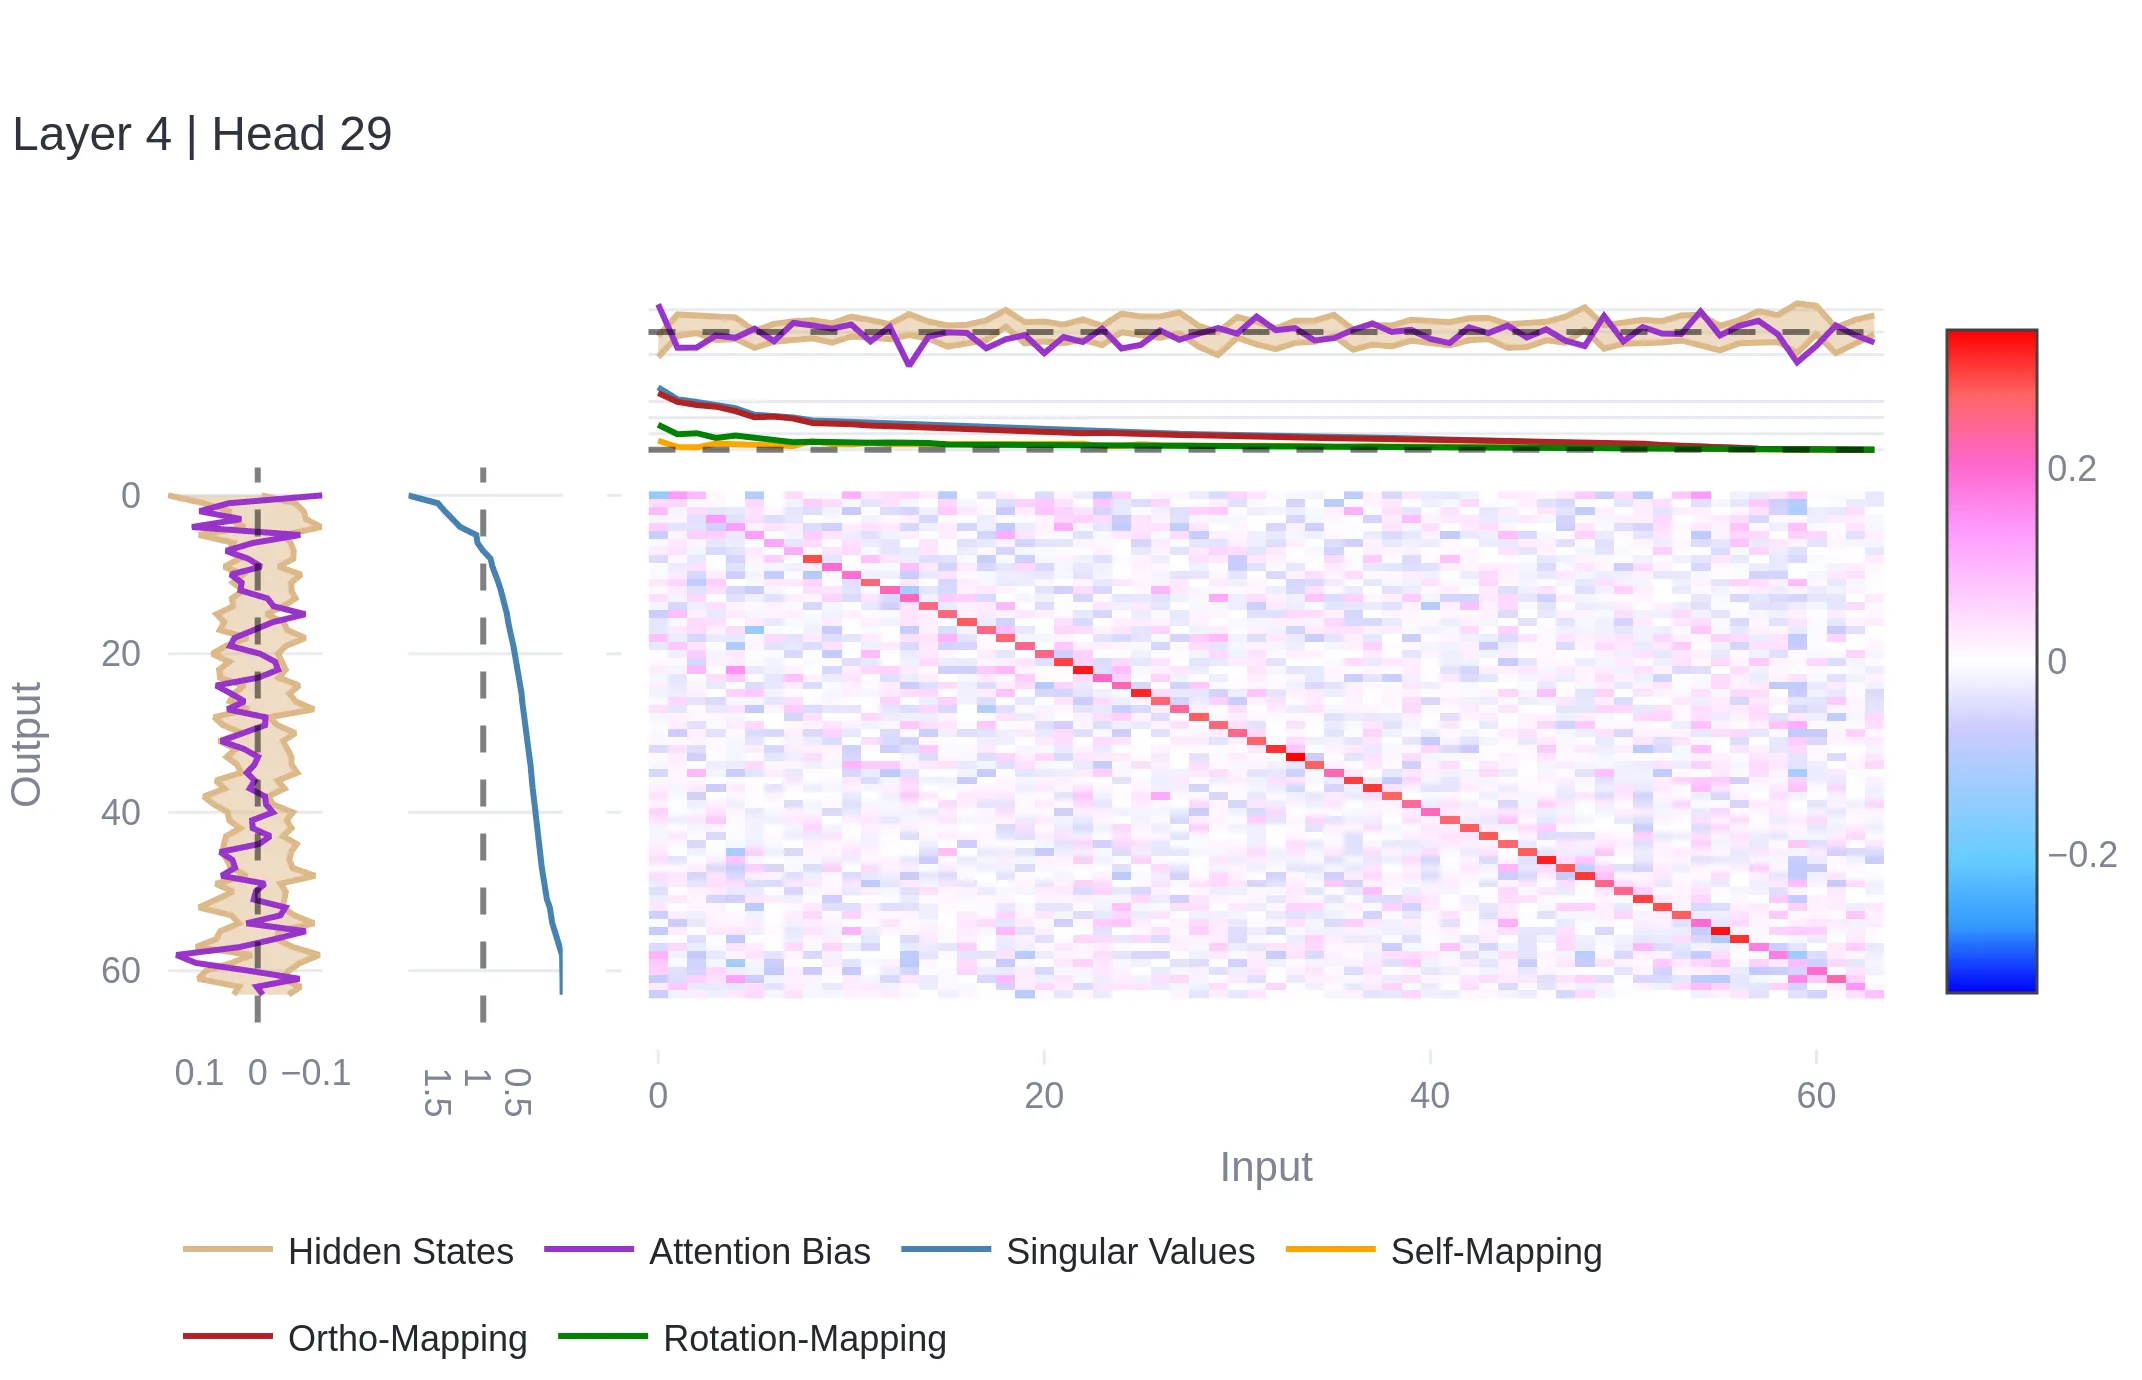 Layer 4 | Head 29
0
20
40
60
Output
0.1 0 −0.1
1.5
1
0.5
0 20 40 60
Input
0.2
0
−0.2
Hidden States Attention Bias Singular Values Self-Mapping
Ortho-Mapping Rotation-Mapping